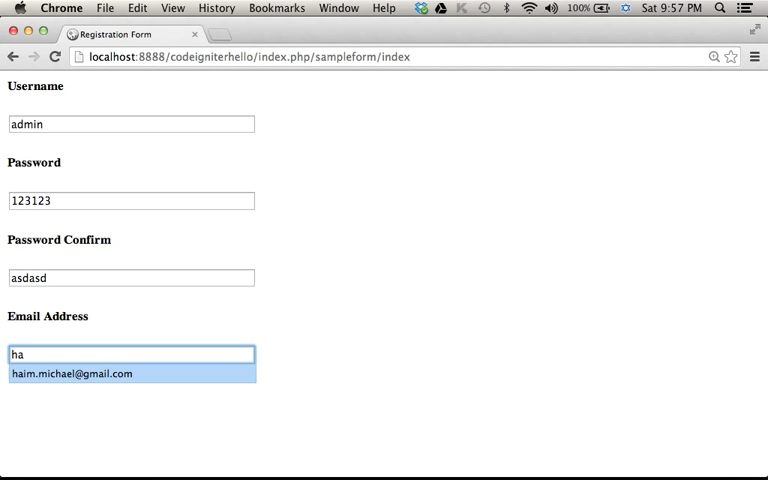 Chrome File Edit View History Bookmarks Window Help 100% Sat 9:57 PM
Registration Form
localhost:8888/codeigniterhello/index.php/sampleform/index
Username
admin
Password
123123
Password Confirm
asdasd
Email Address
ha
haim.michael@gmail.com